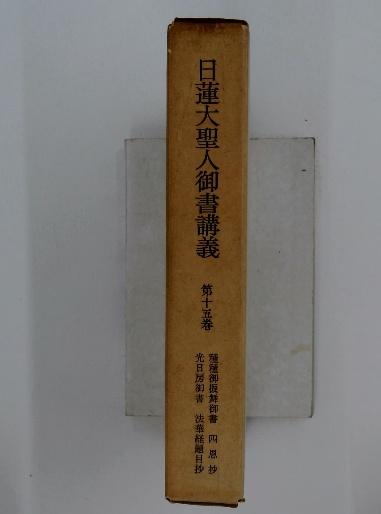 日蓮大聖人御書講義
第十五巻
種種御振舞御書 四恩抄
光日房御書 法華経題目抄